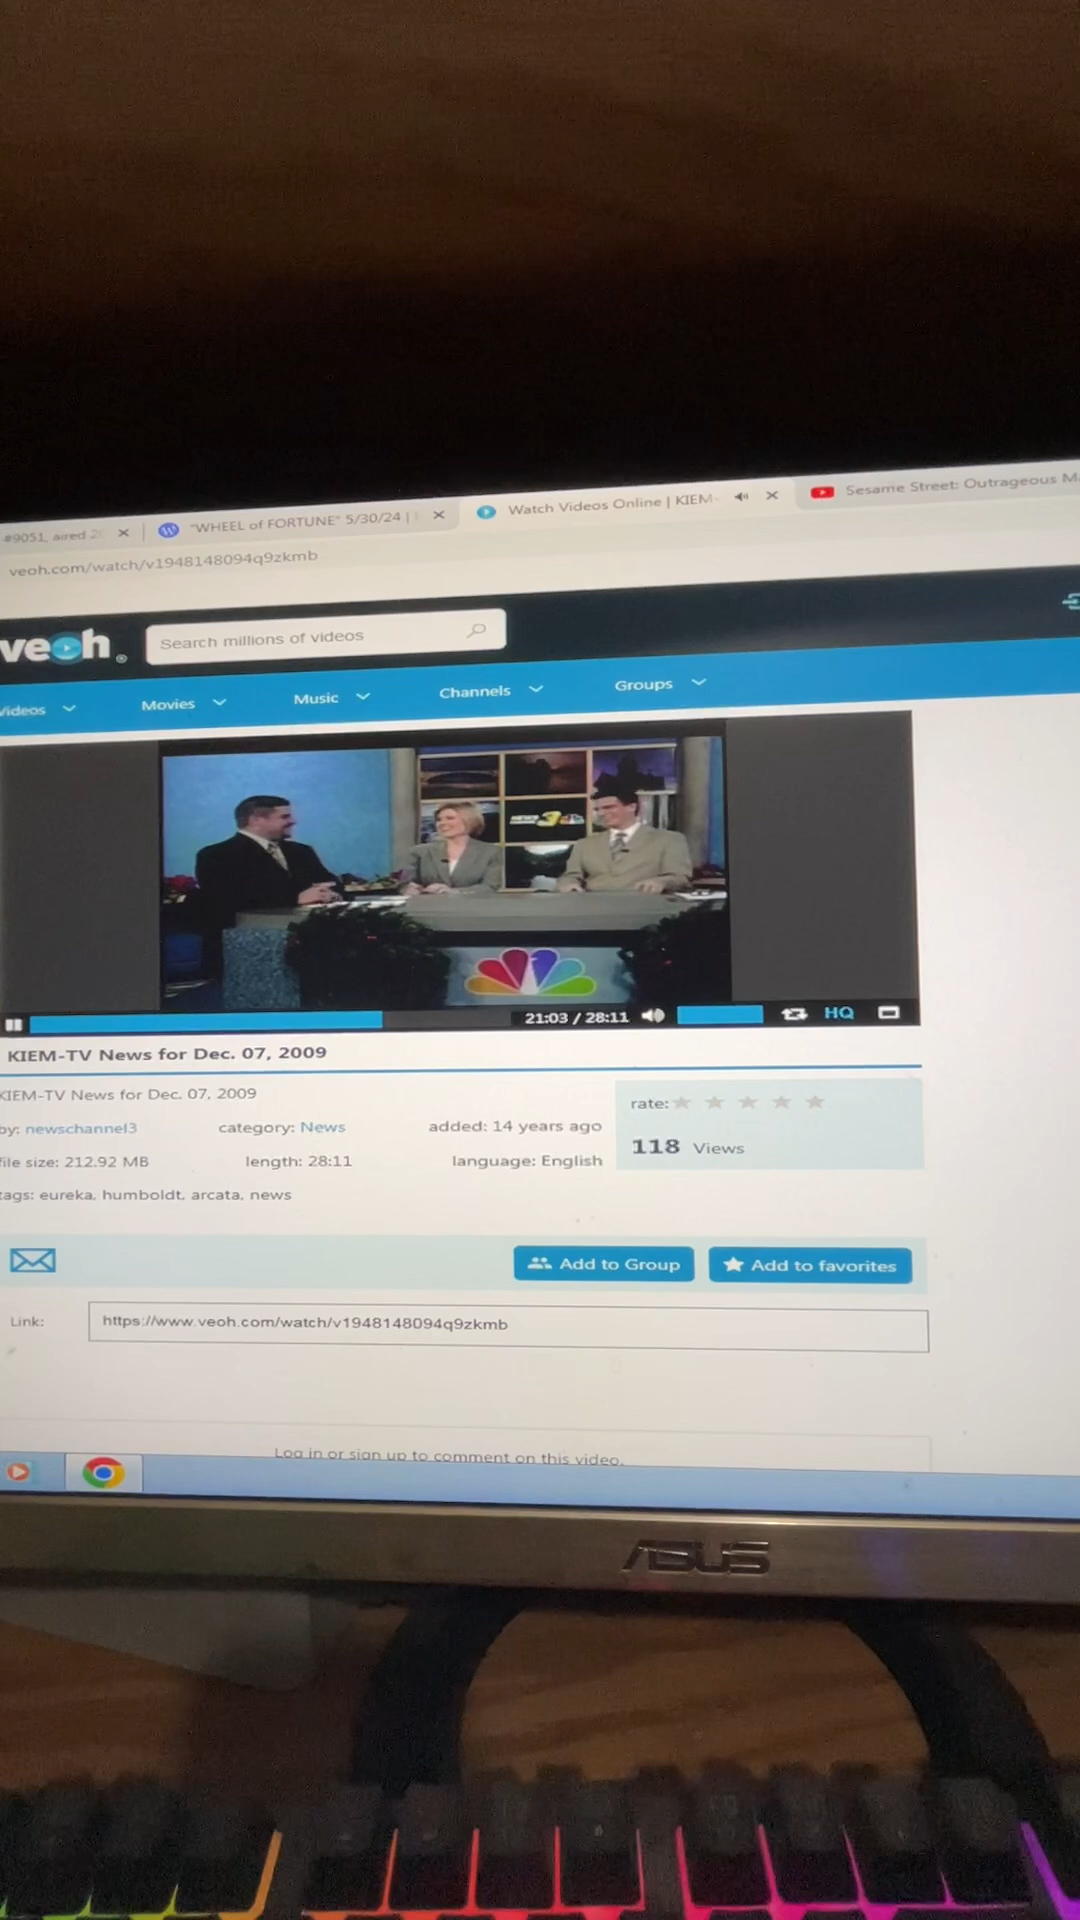 #9051, aired
"WHEEL of FORTUNE" 5/30/24 |
Watch Videos Online | KIEM-
Sesame Street: Outrageous
veoh.com/watch/v1948148094q9zkmb
veoh
Search millions of videos
Videos
Movies
Music
Channels
Groups
NEWS 3
21:03 / 28:11
HQ
KIEM-TV News for Dec. 07, 2009
KIEM-TV News for Dec. 07, 2009
by: newschannel3
category: News
added: 14 years ago
file size: 212.92 MB
length: 28:11
language: English
tags: eureka, humboldt, arcata, news
rate:
118 Views
Add to Group
Add to favorites
Link:
https://www.veoh.com/watch/v1948148094q9zkmb
Log in or sign up to comment on this video.
ASUS